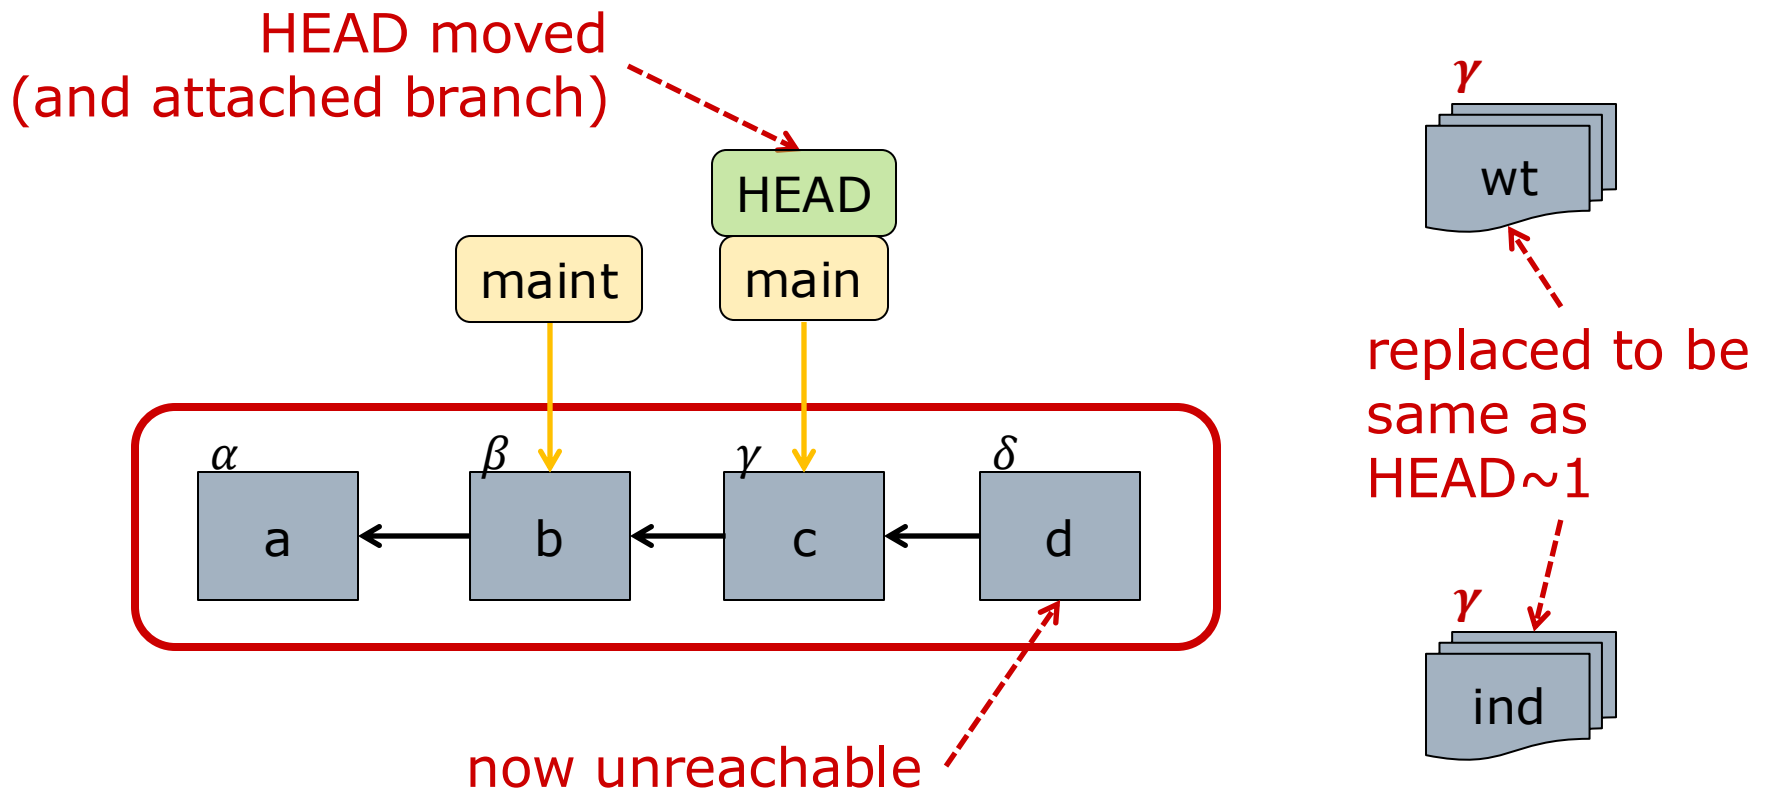 HEAD moved
(and attached branch)
γ
wt
HEAD
maint
main
replaced to be
same as
HEAD~1
α
β
γ
δ
a
b
c
d
γ
ind
now unreachable